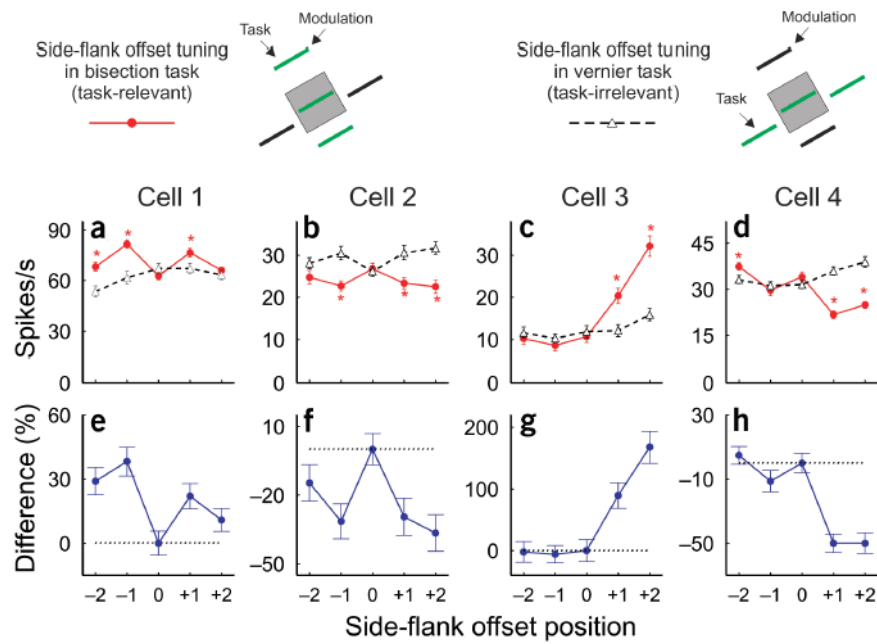 Task
Modulation
Side-flank offset tuning
in bisection task
(task-relevant)
Side-flank offset tuning
in vernier task
(task-irrelevant)
Modulation
Task
Cell 1
Cell 2
Cell 3
Cell 4
a
b
c
d
Spikes/s
90
60
30
0
*
*
*
30
20
10
0
*
*
*
30
20
10
0
*
*
45
30
15
0
*
*
*
e
f
g
h
Difference (%)
60
30
0
10
–20
–50
200
100
0
30
–10
–50
–2 –1 0 +1 +2
–2 –1 0 +1 +2
–2 –1 0 +1 +2
–2 –1 0 +1 +2
Side-flank offset position